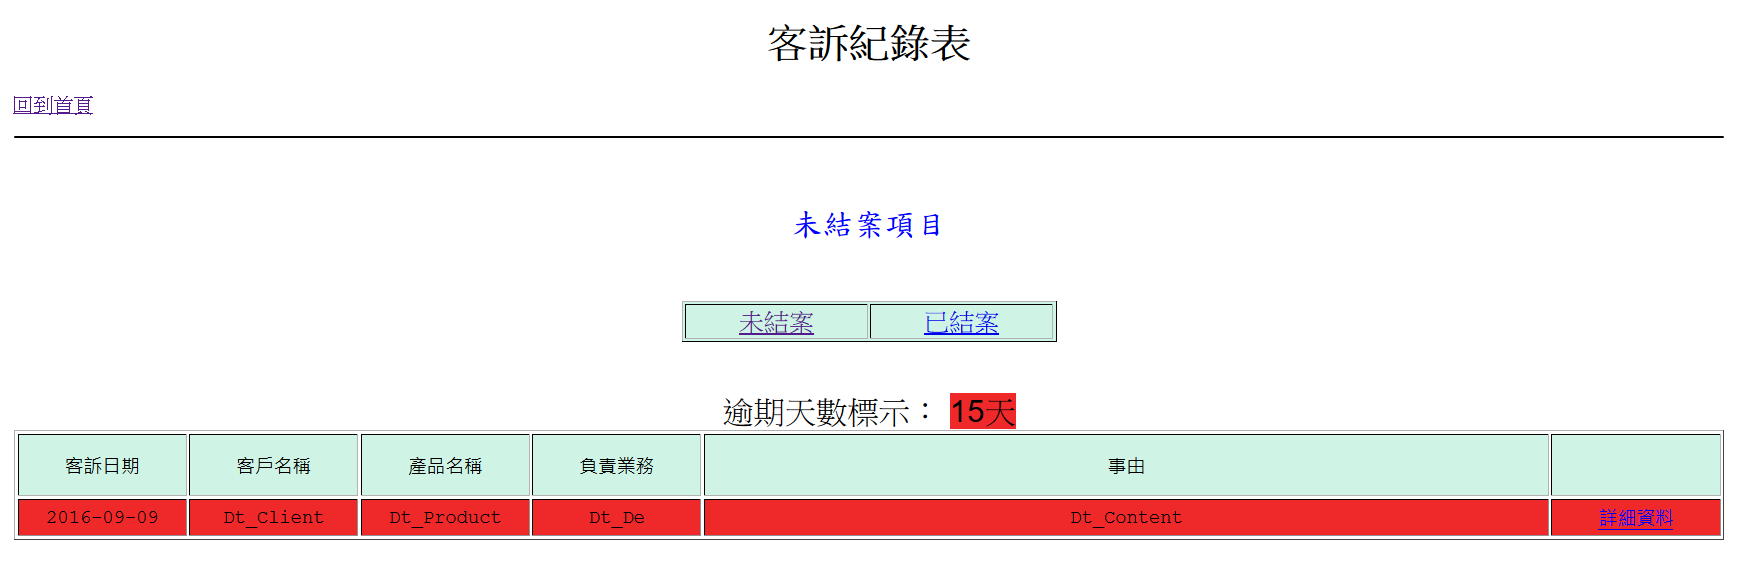 客訴紀錄表
回到首頁
未結案項目
未結案 已結案
逾期天數標示： 15天
客訴日期 客戶名稱 產品名稱 負責業務 事由
2016-09-09 Dt_Client Dt_Product Dt_De Dt_Content 詳細資料